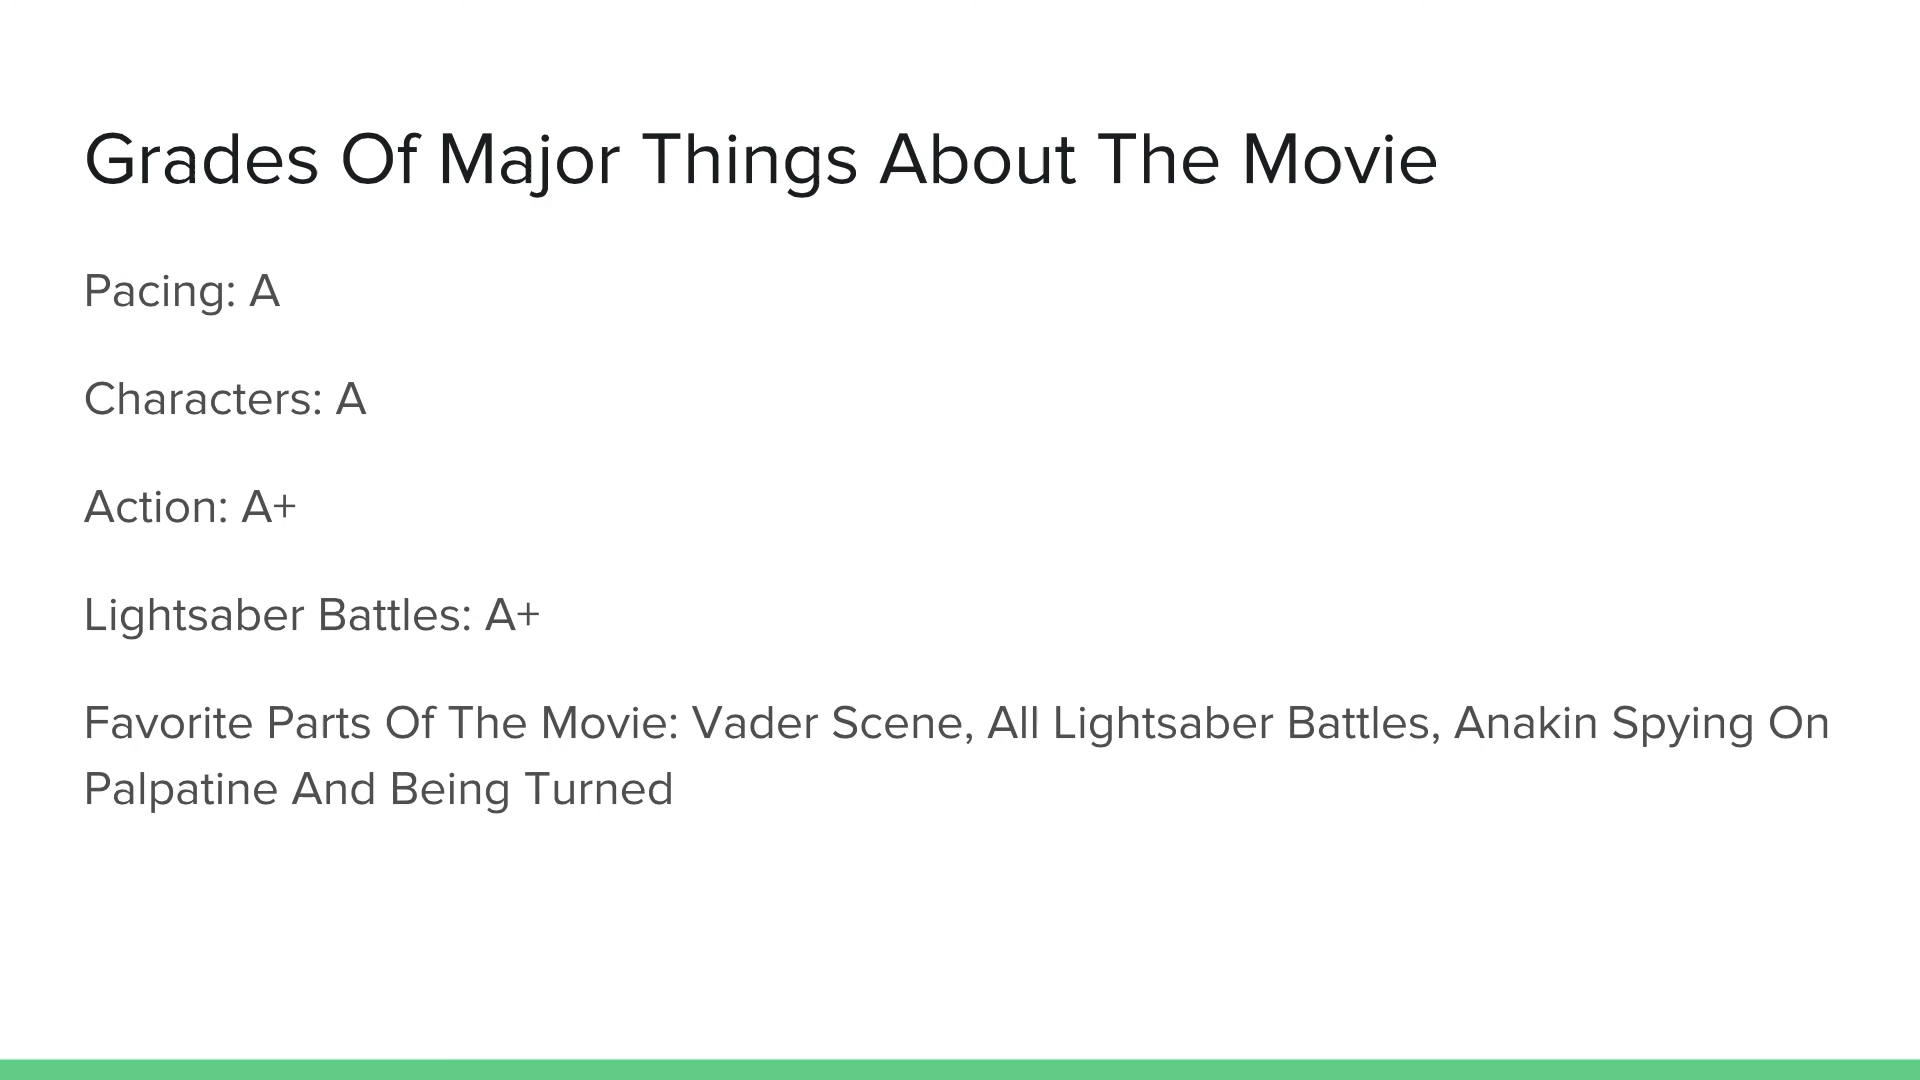 Grades Of Major Things About The Movie
Pacing: A
Characters: A
Action: A+
Lightsaber Battles: A+
Favorite Parts Of The Movie: Vader Scene, All Lightsaber Battles, Anakin Spying On
Palpatine And Being Turned